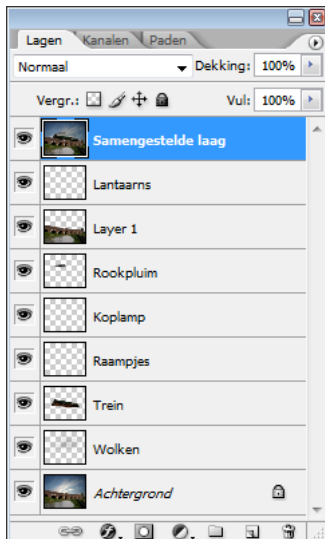 Lagen Kanalen Paden
Normaal Dekking: 100%
Vergr.: Vul: 100%
Samengestelde laag
Lantaarns
Layer 1
Rookpluim
Koplamp
Raampjes
Trein
Wolken
Achtergrond